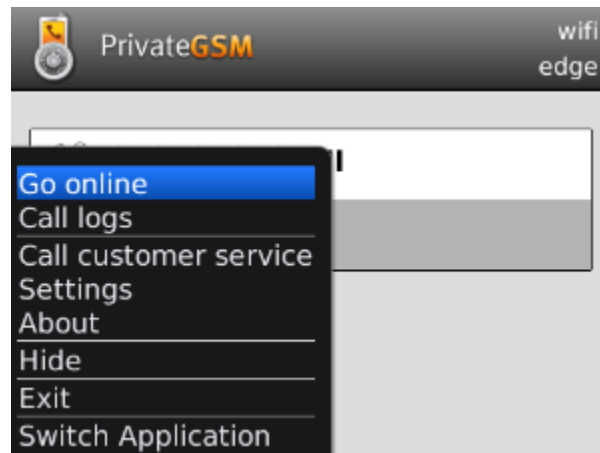 PrivateGSM
wifi
edge
Go online
Call logs
Call customer service
Settings
About
Hide
Exit
Switch Application